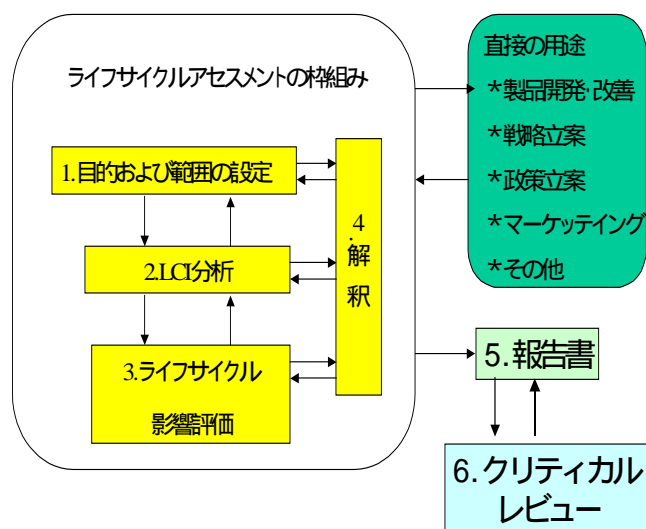 ライフサイクルアセスメントの枠組み
1.目的および範囲の設定
2.LCI分析
3.ライフサイクル
影響評価
4.解釈
直接の用途
*製品開発・改善
*戦略立案
*政策立案
*マーケッテイング
*その他
5.報告書
6.クリティカル
レビュー